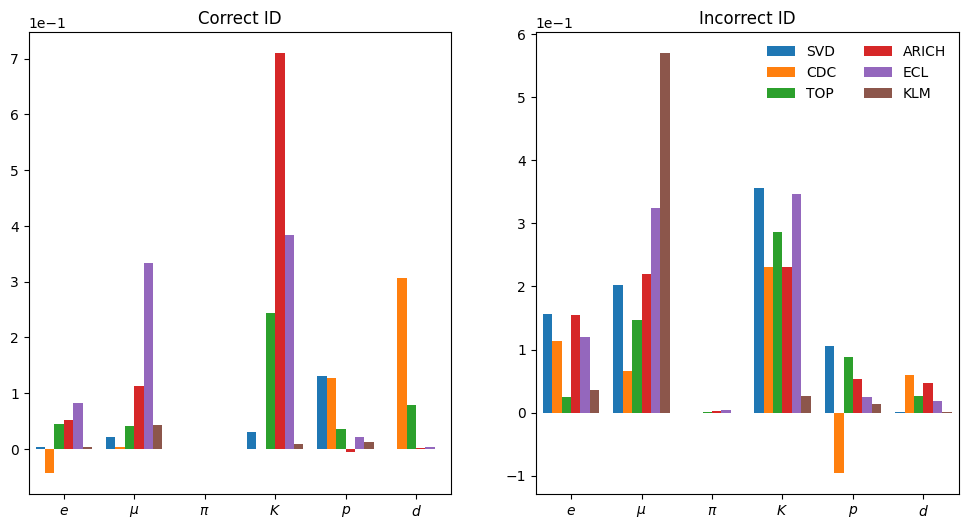 Correct ID
1e−1
7
6
5
4
3
2
1
0
e μ π K p d
Incorrect ID
1e−1
6
5
4
3
2
1
0
−1
e μ π K p d
SVD ARICH
CDC ECL
TOP KLM